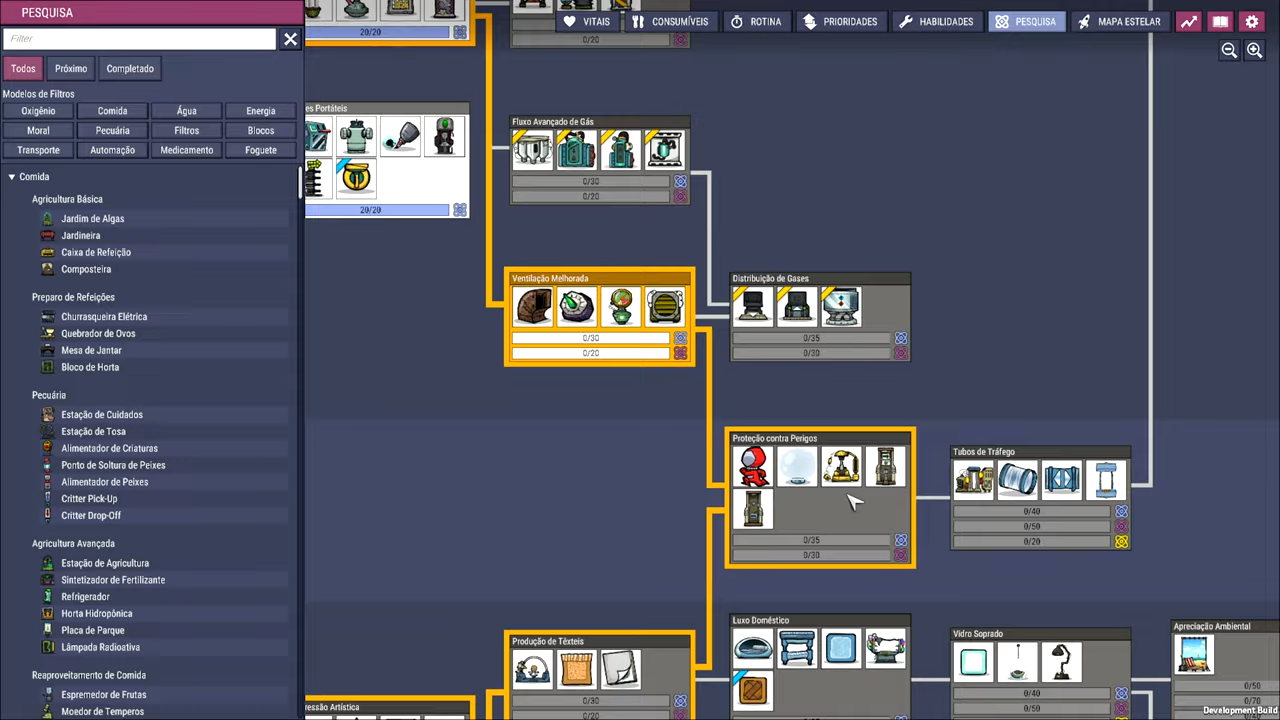 PESQUISA
VITAIS
CONSUMÍVEIS
ROTINA
PRIORIDADES
HABILIDADES
PESQUISA
MAPA ESTELAR
Filter
Todos
Próximo
Completado
Modelos de Filtros
Oxigênio
Comida
Água
Energia
Moral
Pecuária
Filtros
Blocos
Transporte
Automação
Medicamento
Foguete
Comida
Agricultura Básica
Jardim de Algas
Jardineira
Caixa de Refeição
Composteira
Preparo de Refeições
Churrasqueira Elétrica
Quebrador de Ovos
Mesa de Jantar
Bloco de Horta
Pecuária
Estação de Cuidados
Estação de Tosa
Alimentador de Criaturas
Ponto de Soltura de Peixes
Alimentador de Peixes
Critter Pick-Up
Critter Drop-Off
Agricultura Avançada
Estação de Agricultura
Sintetizador de Fertilizante
Refrigerador
Horta Hidropônica
Placa de Parque
Lâmpada Radioativa
Reaproveitamento de Comida
Espremedor de Frutas
Moedor de Temperos
20/20
0/20
es Portáteis
20/20
Fluxo Avançado de Gás
0/30
0/20
Ventilação Melhorada
0/30
0/20
Distribuição de Gases
0/35
0/30
Proteção contra Perigos
0/35
0/30
Tubos de Tráfego
0/40
0/50
0/20
Produção de Têxteis
0/30
0/20
Luxo Doméstico
0/35
Vidro Soprado
0/40
0/50
Apreciação Ambiental
0/50
0/70
ressão Artística
Development Build